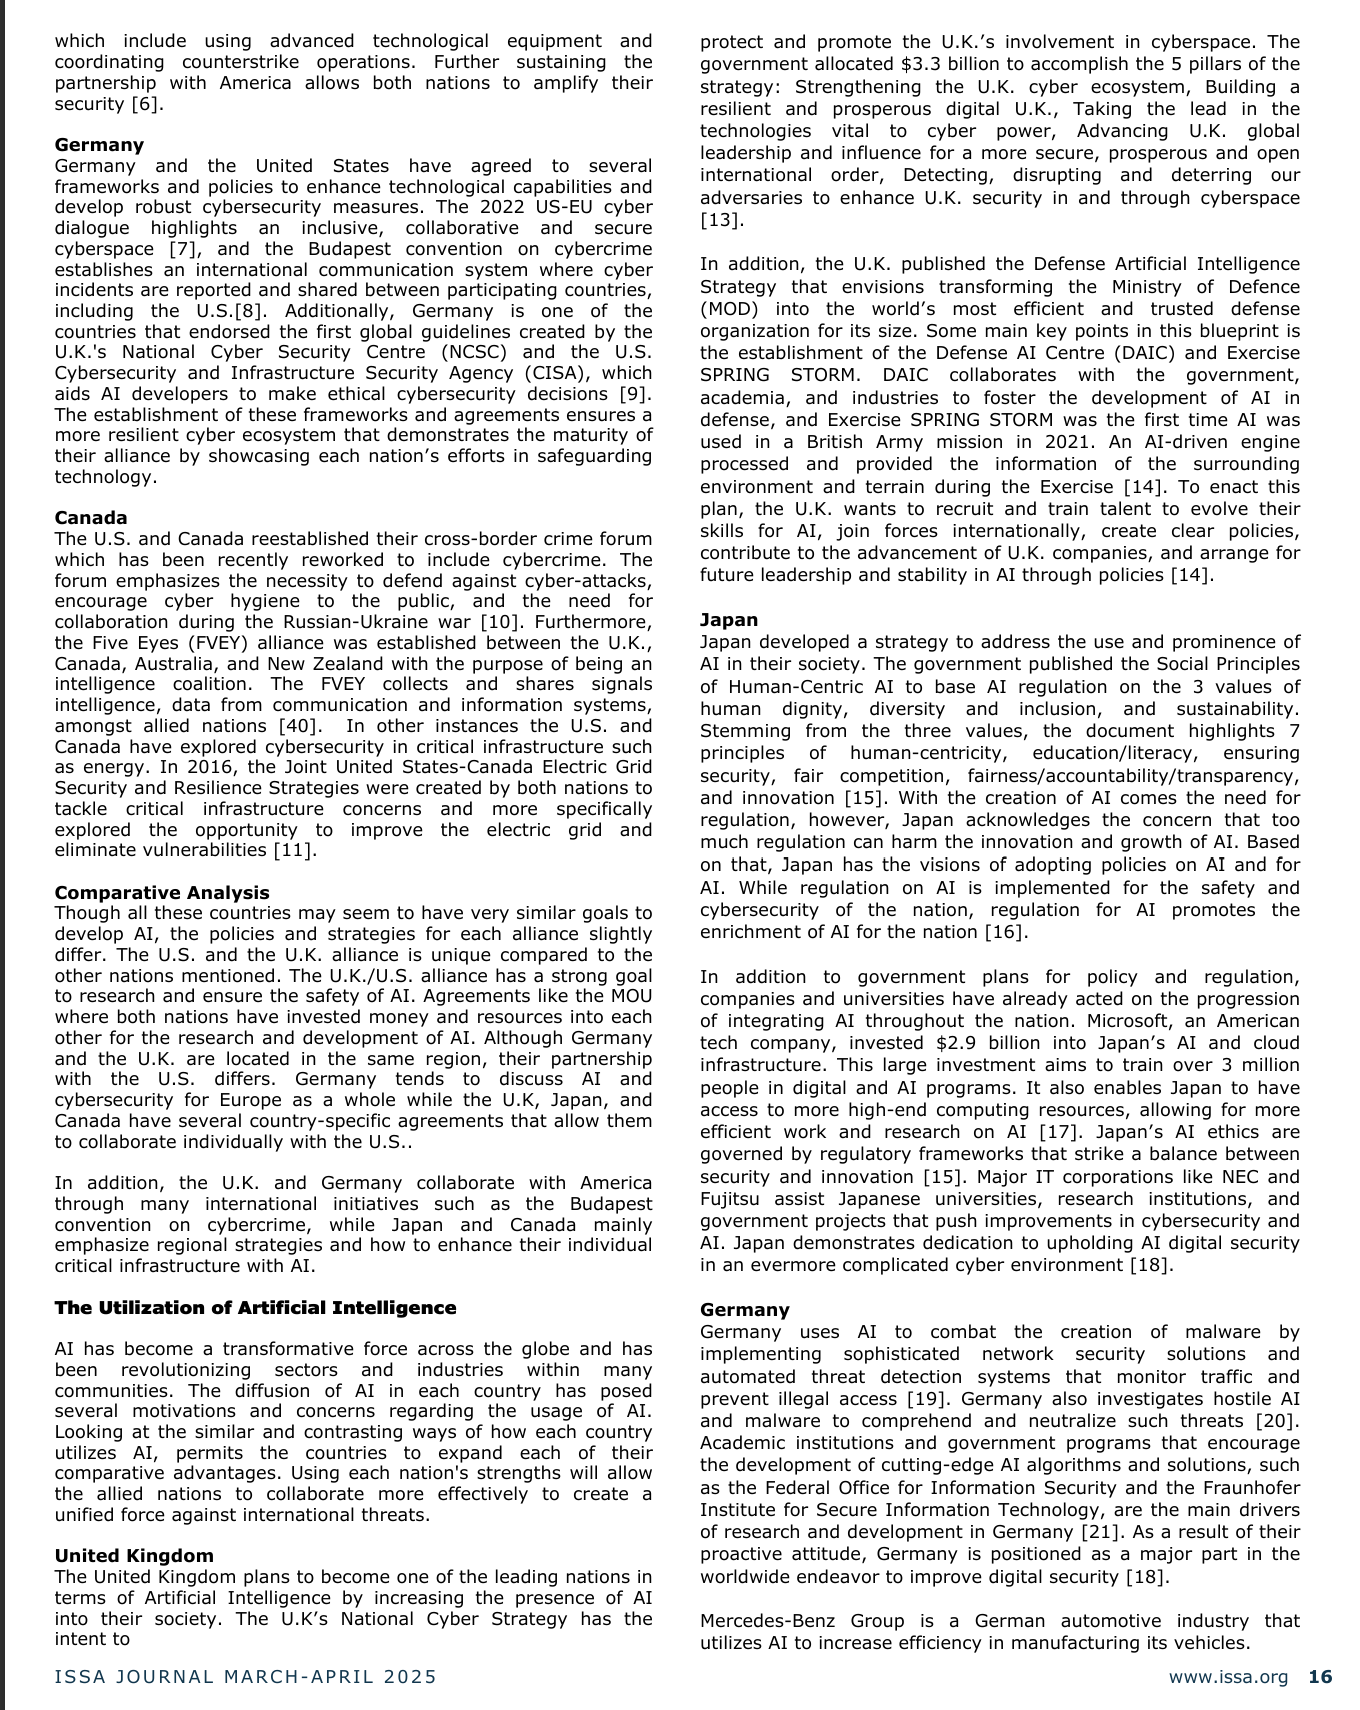 which include using advanced technological equipment and
coordinating counterstrike operations. Further sustaining the
partnership with America allows both nations to amplify their
security [6].
Germany
Germany and the United States have agreed to several
frameworks and policies to enhance technological capabilities and
develop robust cybersecurity measures. The 2022 US-EU cyber
dialogue highlights an inclusive, collaborative and secure
cyberspace [7], and the Budapest convention on cybercrime
establishes an international communication system where cyber
incidents are reported and shared between participating countries,
including the U.S.[8]. Additionally, Germany is one of the
countries that endorsed the first global guidelines created by the
U.K.'s National Cyber Security Centre (NCSC) and the U.S.
Cybersecurity and Infrastructure Security Agency (CISA), which
aids AI developers to make ethical cybersecurity decisions [9].
The establishment of these frameworks and agreements ensures a
more resilient cyber ecosystem that demonstrates the maturity of
their alliance by showcasing each nation’s efforts in safeguarding
technology.
Canada
The U.S. and Canada reestablished their cross-border crime forum
which has been recently reworked to include cybercrime. The
forum emphasizes the necessity to defend against cyber-attacks,
encourage cyber hygiene to the public, and the need for
collaboration during the Russian-Ukraine war [10]. Furthermore,
the Five Eyes (FVEY) alliance was established between the U.K.,
Canada, Australia, and New Zealand with the purpose of being an
intelligence coalition. The FVEY collects and shares signals
intelligence, data from communication and information systems,
amongst allied nations [40].  In other instances the U.S. and
Canada have explored cybersecurity in critical infrastructure such
as energy. In 2016, the Joint United States-Canada Electric Grid
Security and Resilience Strategies were created by both nations to
tackle critical infrastructure concerns and more specifically
explored the opportunity to improve the electric grid and
eliminate vulnerabilities [11].
Comparative Analysis
Though all these countries may seem to have very similar goals to
develop AI, the policies and strategies for each alliance slightly
differ. The U.S. and the U.K. alliance is unique compared to the
other nations mentioned. The U.K./U.S. alliance has a strong goal
to research and ensure the safety of AI. Agreements like the MOU
where both nations have invested money and resources into each
other for the research and development of AI. Although Germany
and the U.K. are located in the same region, their partnership
with the U.S. differs. Germany tends to discuss AI and
cybersecurity for Europe as a whole while the U.K, Japan, and
Canada have several country-specific agreements that allow them
to collaborate individually with the U.S..
In addition, the U.K. and Germany collaborate with America
through many international initiatives such as the Budapest
convention on cybercrime, while Japan and Canada mainly
emphasize regional strategies and how to enhance their individual
critical infrastructure with AI.
The Utilization of Artificial Intelligence
AI has become a transformative force across the globe and has
been revolutionizing sectors and industries within many
communities. The diffusion of AI in each country has posed
several motivations and concerns regarding the usage of AI.
Looking at the similar and contrasting ways of how each country
utilizes AI, permits the countries to expand each of their
comparative advantages. Using each nation's strengths will allow
the allied nations to collaborate more effectively to create a
unified force against international threats.
United Kingdom
The United Kingdom plans to become one of the leading nations in
terms of Artificial Intelligence by increasing the presence of AI
into their society. The U.K’s National Cyber Strategy has the
intent to
protect and promote the U.K.’s involvement in cyberspace. The
government allocated $3.3 billion to accomplish the 5 pillars of the
strategy: Strengthening the U.K. cyber ecosystem, Building a
resilient and prosperous digital U.K., Taking the lead in the
technologies vital to cyber power, Advancing U.K. global
leadership and influence for a more secure, prosperous and open
international order, Detecting, disrupting and deterring our
adversaries to enhance U.K. security in and through cyberspace
[13].
In addition, the U.K. published the Defense Artificial Intelligence
Strategy that envisions transforming the Ministry of Defence
(MOD) into the world’s most efficient and trusted defense
organization for its size. Some main key points in this blueprint is
the establishment of the Defense AI Centre (DAIC) and Exercise
SPRING STORM. DAIC collaborates with the government,
academia, and industries to foster the development of AI in
defense, and Exercise SPRING STORM was the first time AI was
used in a British Army mission in 2021. An AI-driven engine
processed and provided the information of the surrounding
environment and terrain during the Exercise [14]. To enact this
plan, the U.K. wants to recruit and train talent to evolve their
skills for AI, join forces internationally, create clear policies,
contribute to the advancement of U.K. companies, and arrange for
future leadership and stability in AI through policies [14].
Japan
Japan developed a strategy to address the use and prominence of
AI in their society. The government published the Social Principles
of Human-Centric AI to base AI regulation on the 3 values of
human dignity, diversity and inclusion, and sustainability.
Stemming from the three values, the document highlights 7
principles of human-centricity, education/literacy, ensuring
security, fair competition, fairness/accountability/transparency,
and innovation [15]. With the creation of AI comes the need for
regulation, however, Japan acknowledges the concern that too
much regulation can harm the innovation and growth of AI. Based
on that, Japan has the visions of adopting policies on AI and for
AI. While regulation on AI is implemented for the safety and
cybersecurity of the nation, regulation for AI promotes the
enrichment of AI for the nation [16].
In addition to government plans for policy and regulation,
companies and universities have already acted on the progression
of integrating AI throughout the nation. Microsoft, an American
tech company, invested $2.9 billion into Japan’s AI and cloud
infrastructure. This large investment aims to train over 3 million
people in digital and AI programs. It also enables Japan to have
access to more high-end computing resources, allowing for more
efficient work and research on AI [17]. Japan’s AI ethics are
governed by regulatory frameworks that strike a balance between
security and innovation [15]. Major IT corporations like NEC and
Fujitsu assist Japanese universities, research institutions, and
government projects that push improvements in cybersecurity and
AI. Japan demonstrates dedication to upholding AI digital security
in an evermore complicated cyber environment [18].
Germany
Germany uses AI to combat the creation of malware by
implementing sophisticated network security solutions and
automated threat detection systems that monitor traffic and
prevent illegal access [19]. Germany also investigates hostile AI
and malware to comprehend and neutralize such threats [20].
Academic institutions and government programs that encourage
the development of cutting-edge AI algorithms and solutions, such
as the Federal Office for Information Security and the Fraunhofer
Institute for Secure Information Technology, are the main drivers
of research and development in Germany [21]. As a result of their
proactive attitude, Germany is positioned as a major part in the
worldwide endeavor to improve digital security [18].
Mercedes-Benz Group is a German automotive industry that
utilizes AI to increase efficiency in manufacturing its vehicles.
ISSA JOURNAL MARCH-APRIL 2025
www.issa.org 16